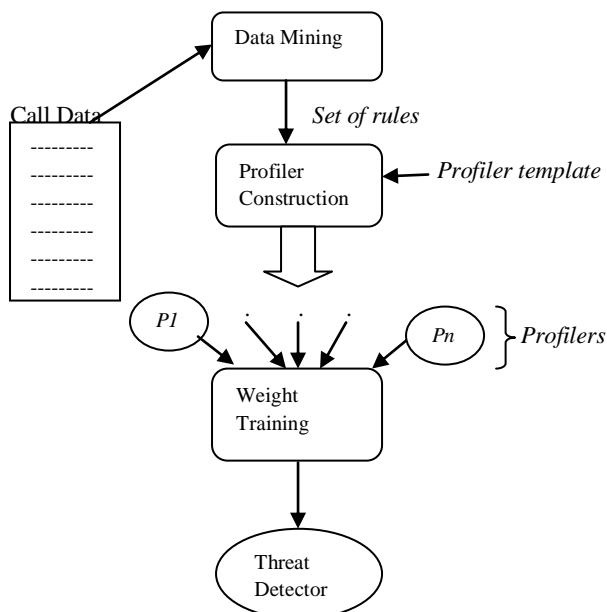 Data Mining
Call Data
---------
---------
---------
---------
---------
---------
Set of rules
Profiler
Construction
Profiler template
P1
. . .
Pn
Profilers
Weight
Training
Threat
Detector